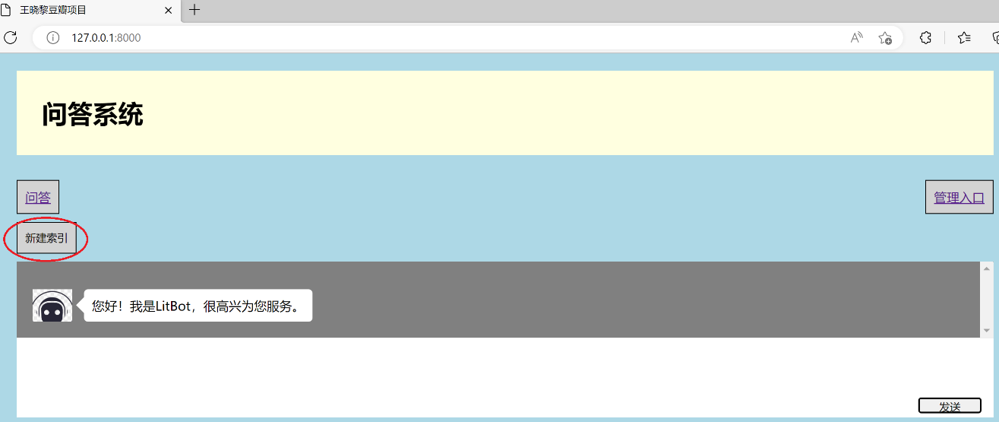 王晓黎豆瓣项目
127.0.0.1:8000
问答系统
问答
管理入口
新建索引
您好！我是LitBot，很高兴为您服务。
发送